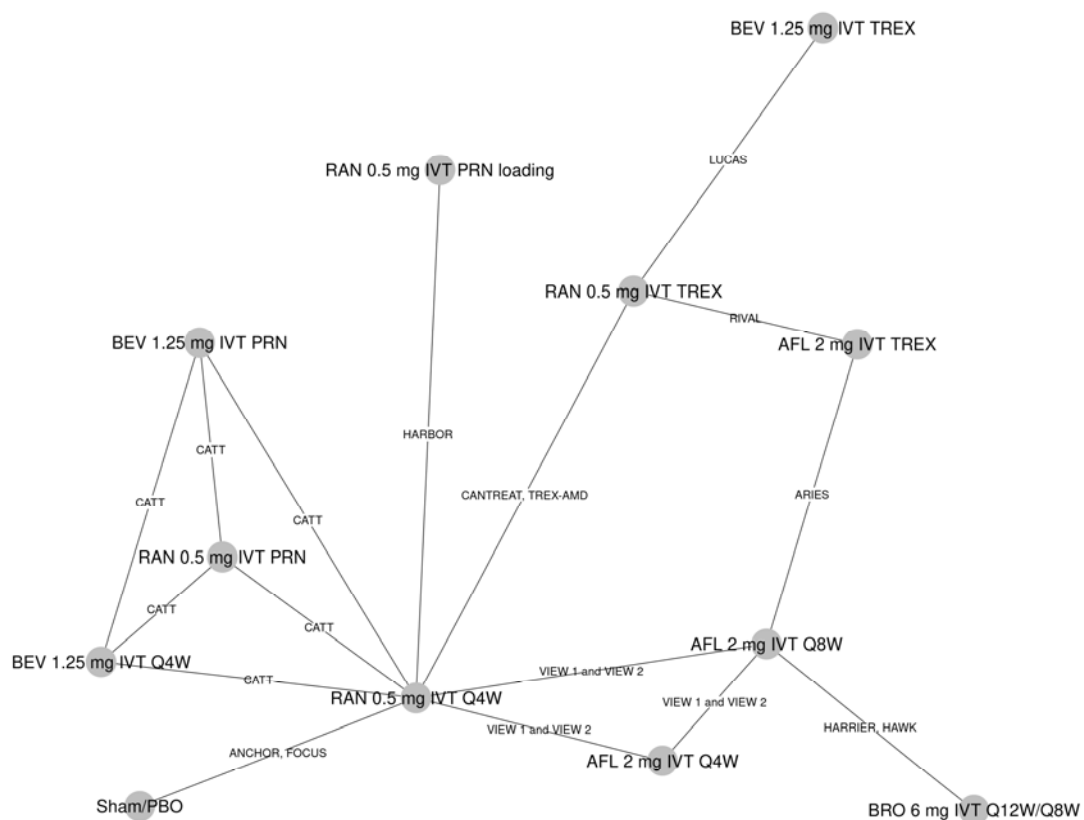 BEV 1.25 mg IVT TREX
LUCAS
RAN 0.5 mg IVT PRN loading
RAN 0.5 mg IVT TREX
RIVAL
BEV 1.25 mg IVT PRN
AFL 2 mg IVT TREX
HARBOR
CATT
CANTREAT, TREX-AMD
ARIES
CATT
CATT
RAN 0.5 mg IVT PRN
CATT
CATT
AFL 2 mg IVT Q8W
BEV 1.25 mg IVT Q4W
VIEW 1 and VIEW 2
CATT
RAN 0.5 mg IVT Q4W
VIEW 1 and VIEW 2
VIEW 1 and VIEW 2
HARRIER, HAWK
ANCHOR, FOCUS
AFL 2 mg IVT Q4W
Sham/PBO
BRO 6 mg IVT Q12W/Q8W